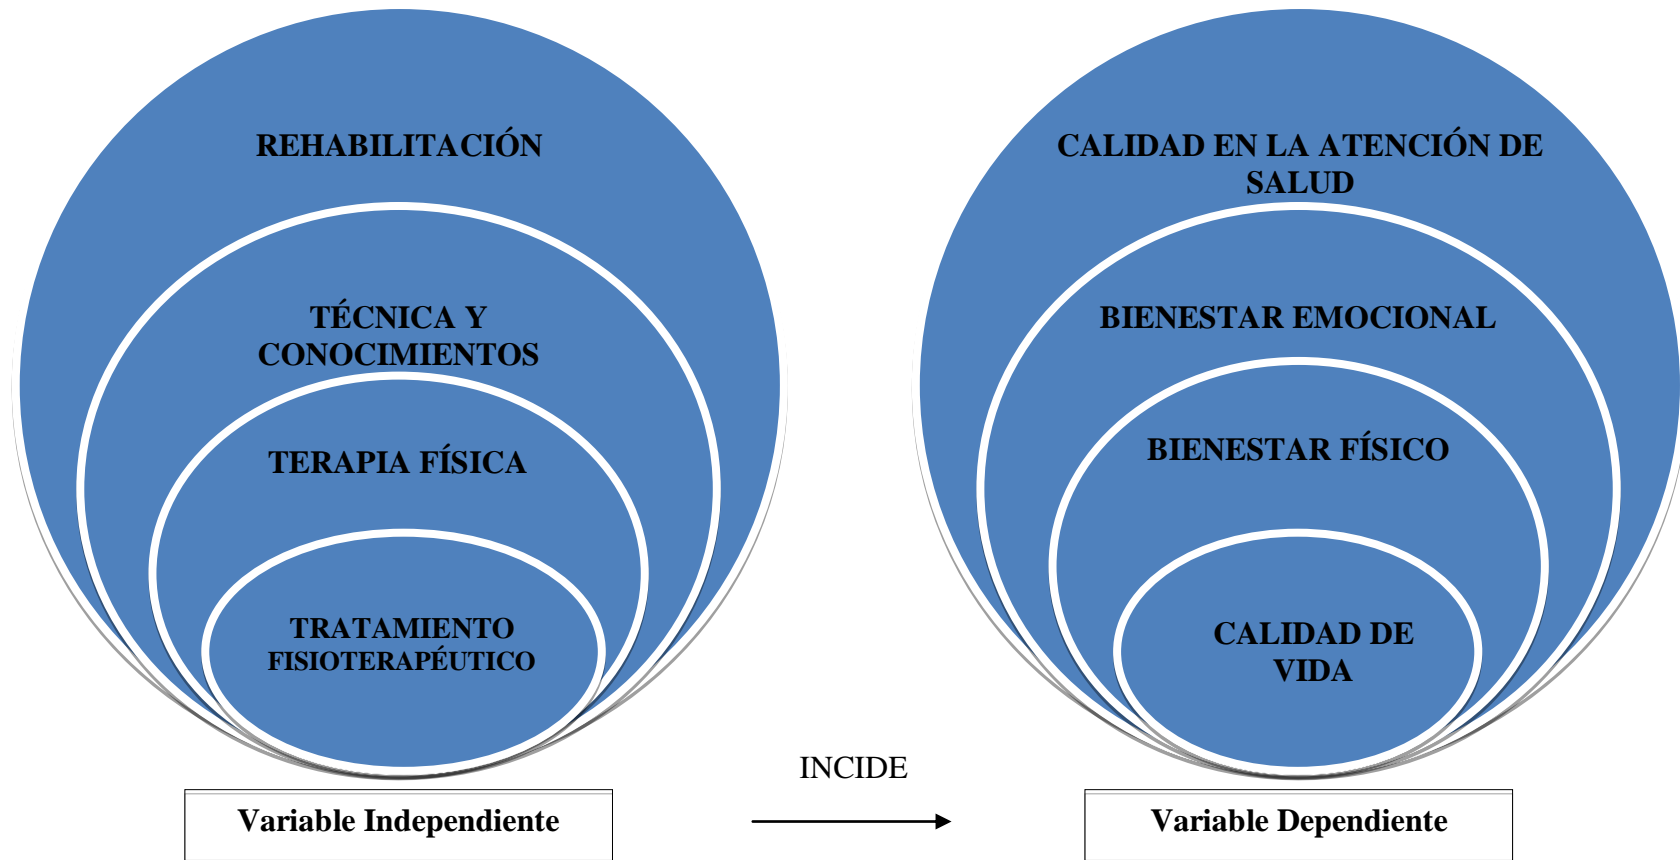 REHABILITACIÓN
TÉCNICA Y
CONOCIMIENTOS
TERAPIA FÍSICA
TRATAMIENTO
FISIOTERAPÉUTICO
Variable Independiente
INCIDE
CALIDAD EN LA ATENCIÓN DE
SALUD
BIENESTAR EMOCIONAL
BIENESTAR FÍSICO
CALIDAD DE
VIDA
Variable Dependiente